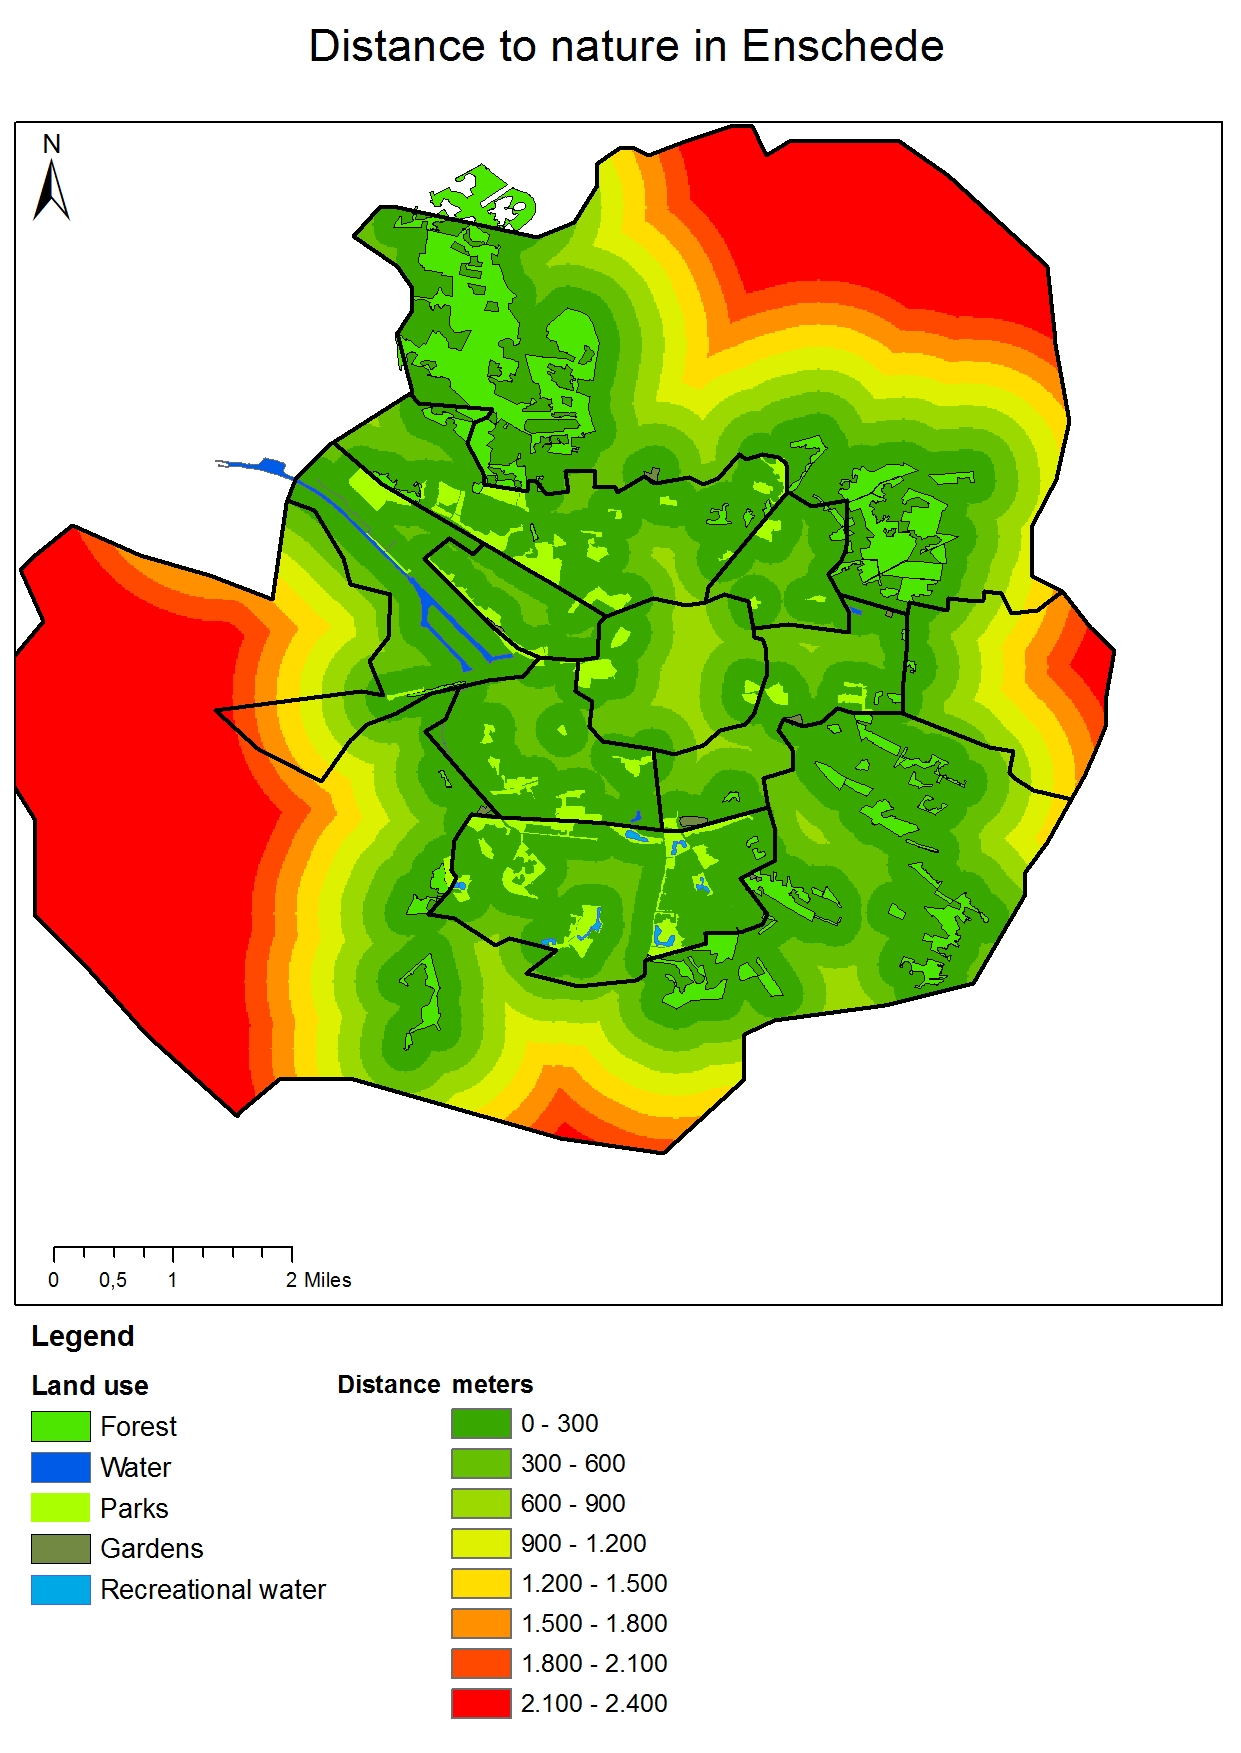 Distance to nature in Enschede
N
0 0,5 1 2 Miles
Legend
Land use
Forest
Water
Parks
Gardens
Recreational water
Distance meters
0 - 300
300 - 600
600 - 900
900 - 1.200
1.200 - 1.500
1.500 - 1.800
1.800 - 2.100
2.100 - 2.400